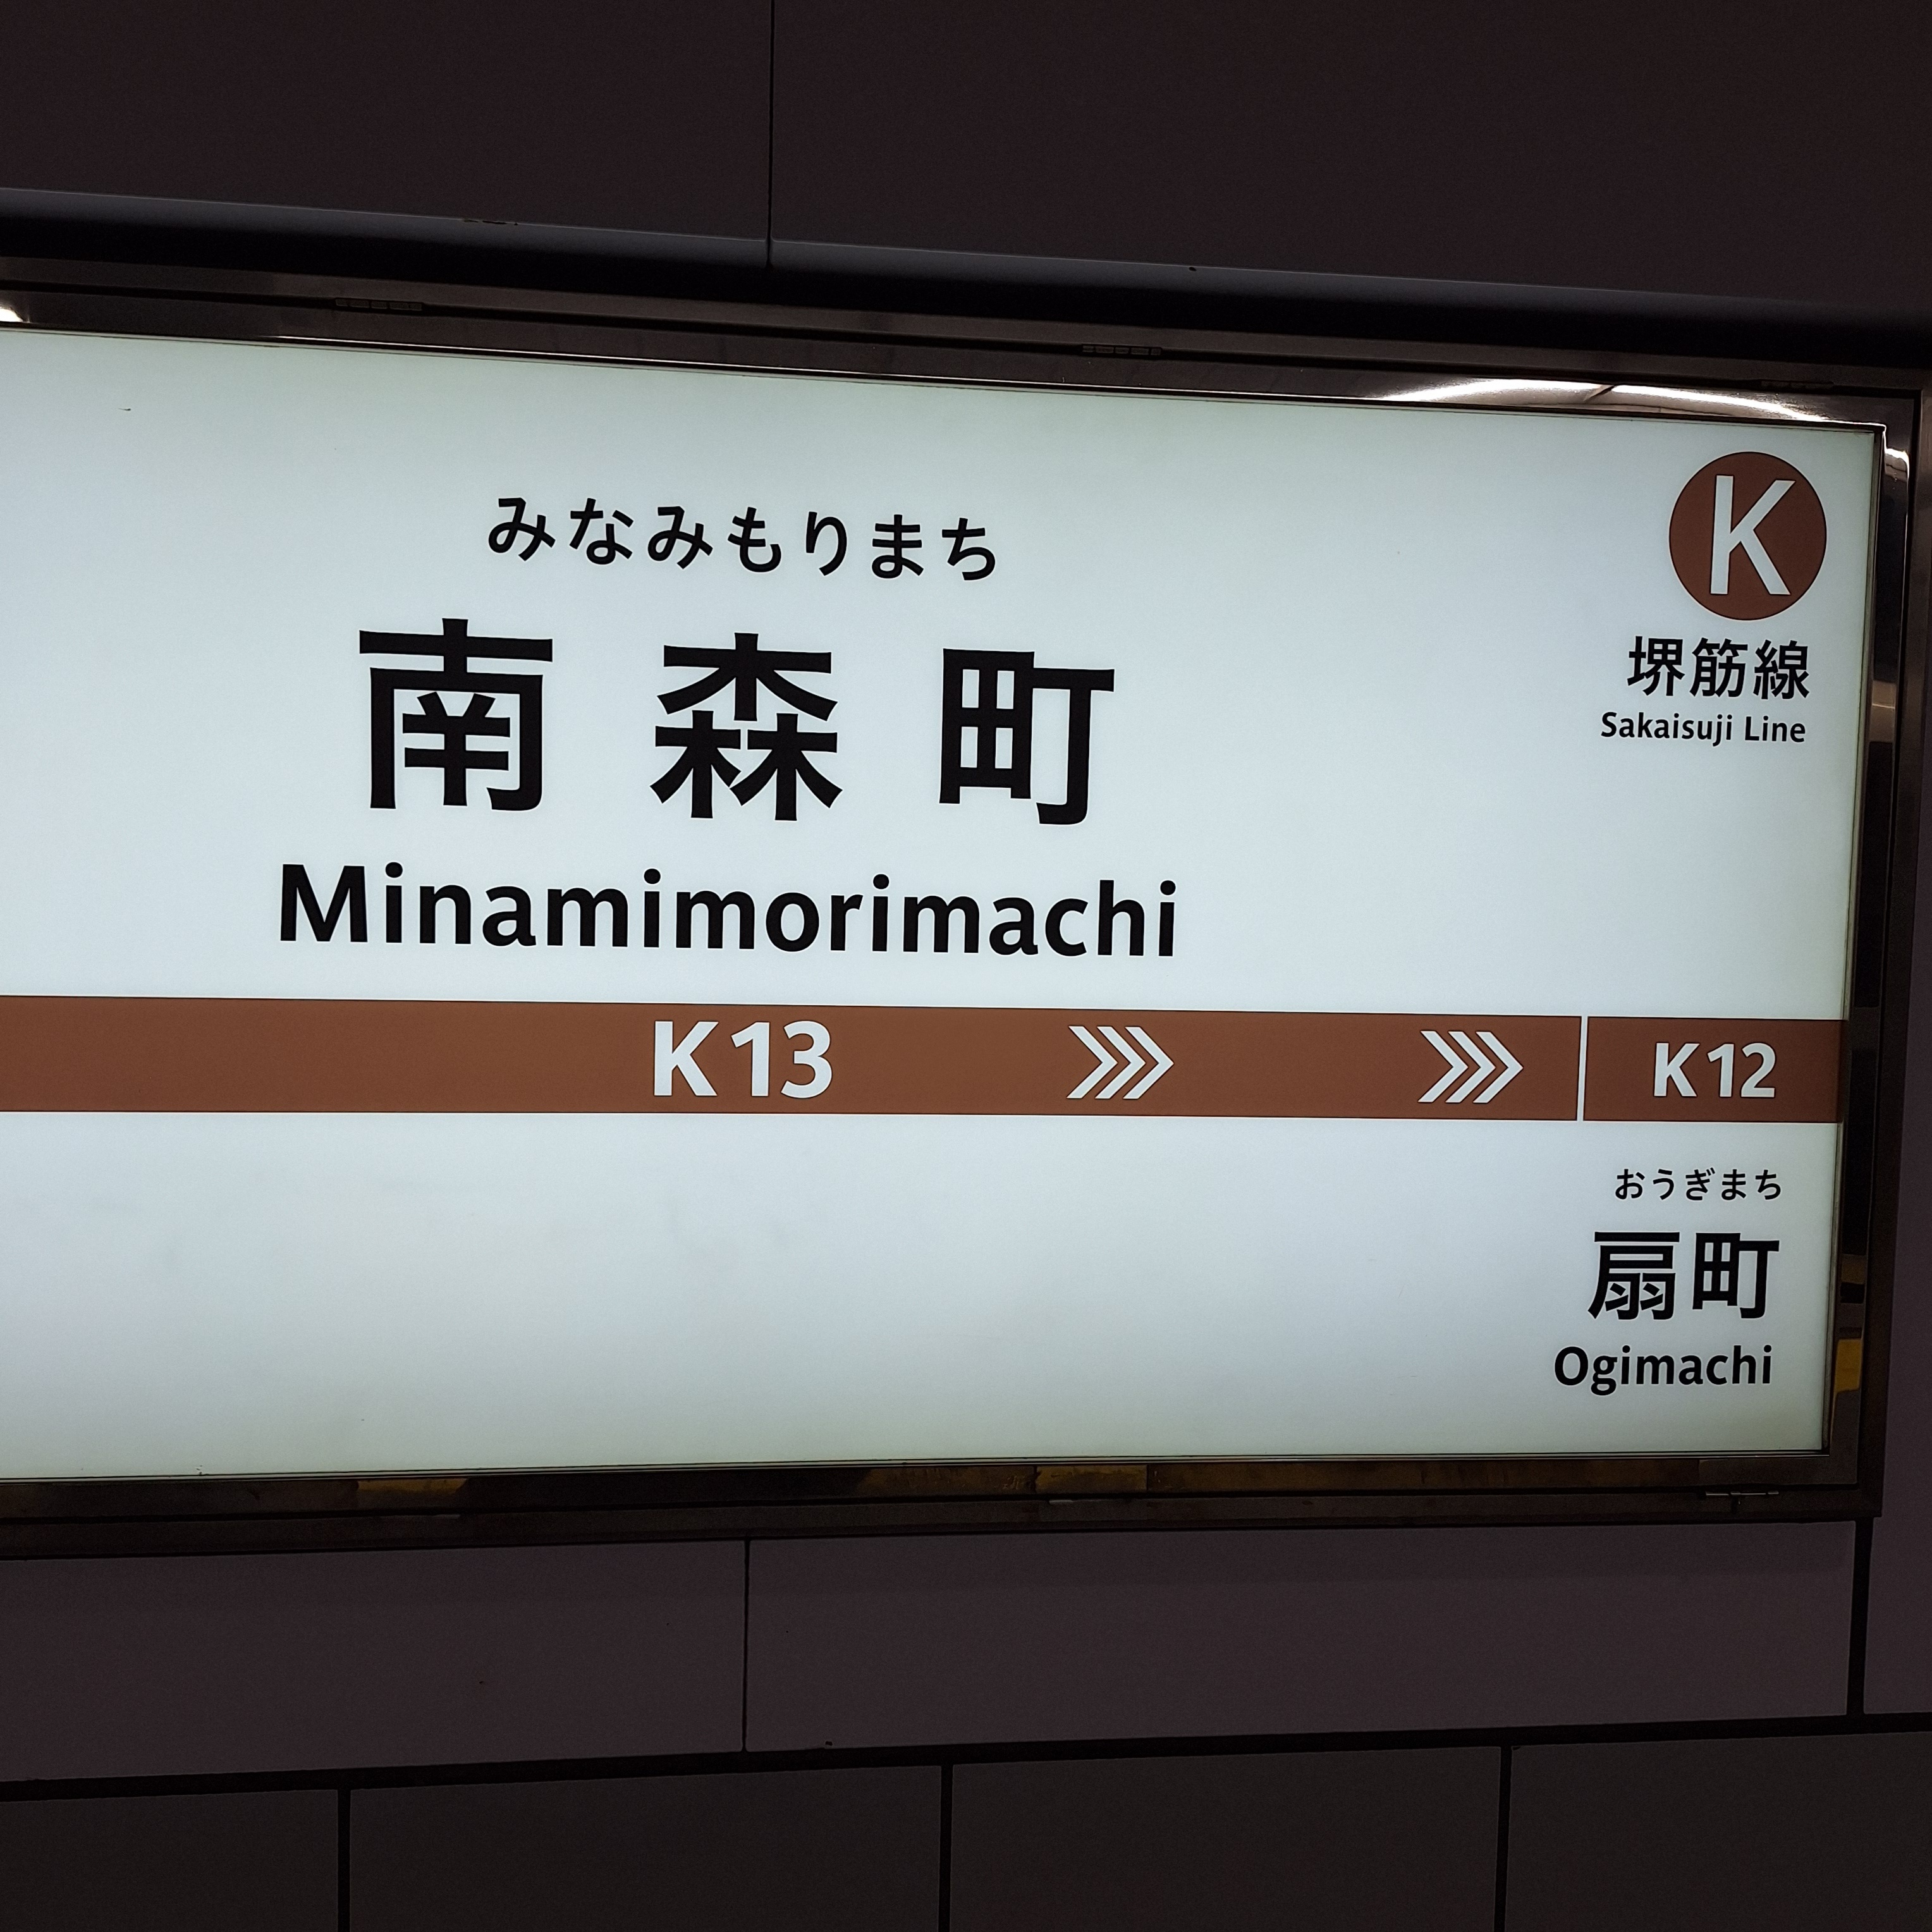 みなみもりまち
南森町
Minamimorimachi
K
堺筋線
Sakaisuji Line
K13
K12
おうぎまち
扇町
Ogimachi